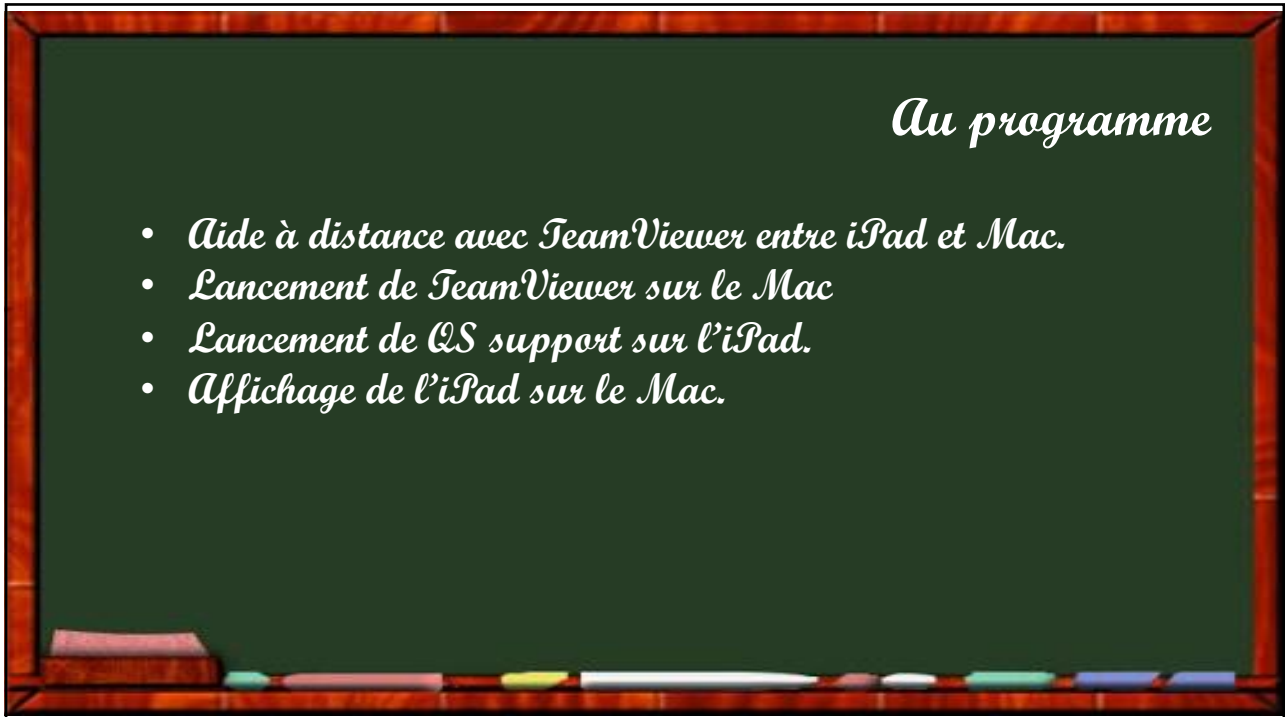 Au programme
• Aide à distance avec TeamViewer entre iPad et Mac.
• Lancement de TeamViewer sur le Mac
• Lancement de QS support sur l’iPad.
• Affichage de l’iPad sur le Mac.